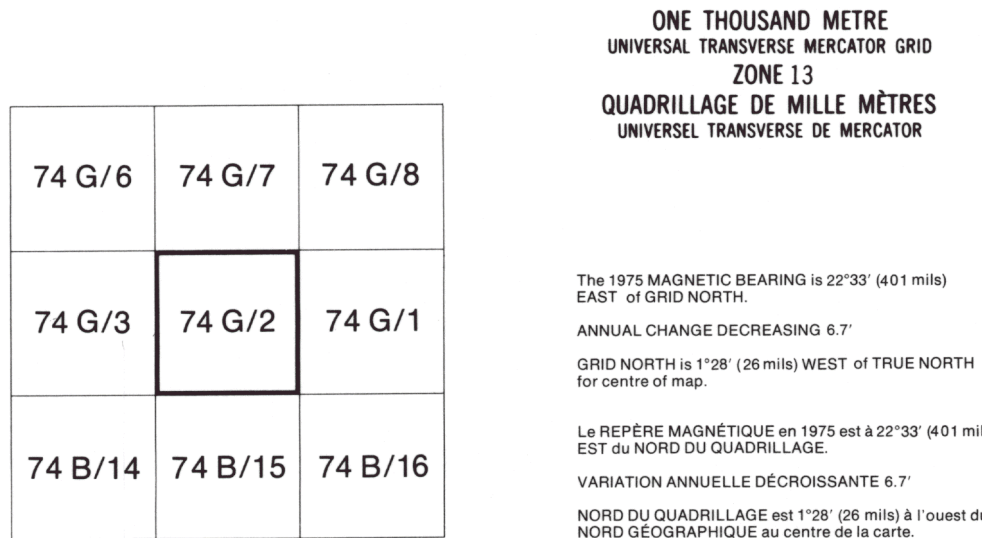 ONE THOUSAND METRE
UNIVERSAL TRANSVERSE MERCATOR GRID
ZONE 13
QUADRILLAGE DE MILLE MÈTRES
UNIVERSEL TRANSVERSE DE MERCATOR
74 G/6 74 G/7 74 G/8
74 G/3 74 G/2 74 G/1
74 B/14 74 B/15 74 B/16
The 1975 MAGNETIC BEARING is 22°33′ (401 mils)
EAST of GRID NORTH.
ANNUAL CHANGE DECREASING 6.7′
GRID NORTH is 1°28′ (26 mils) WEST of TRUE NORTH
for centre of map.
Le REPÈRE MAGNÉTIQUE en 1975 est à 22°33′ (401 mil
EST du NORD DU QUADRILLAGE.
VARIATION ANNUELLE DÉCROISSANTE 6.7′
NORD DU QUADRILLAGE est 1°28′ (26 mils) à l'ouest du
NORD GÉOGRAPHIQUE au centre de la carte.